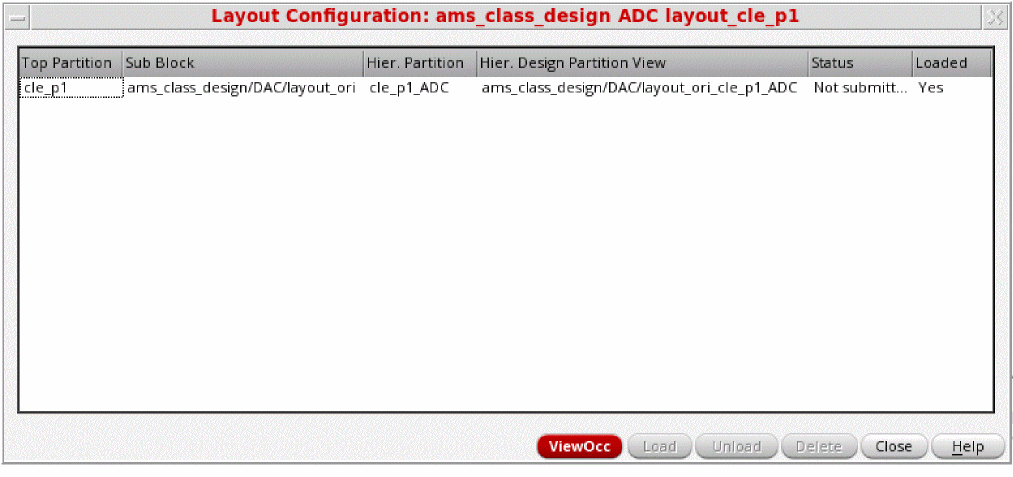 Layout Configuration: ams_class_design ADC layout_cle_p1
Top Partition Sub Block Hier. Partition Hier. Design Partition View Status Loaded
cle_p1 ams_class_design/DAC/layout_ori cle_p1_ADC ams_class_design/DAC/layout_ori_cle_p1_ADC Not submitt... Yes
ViewOcc Load Unload Delete Close Help